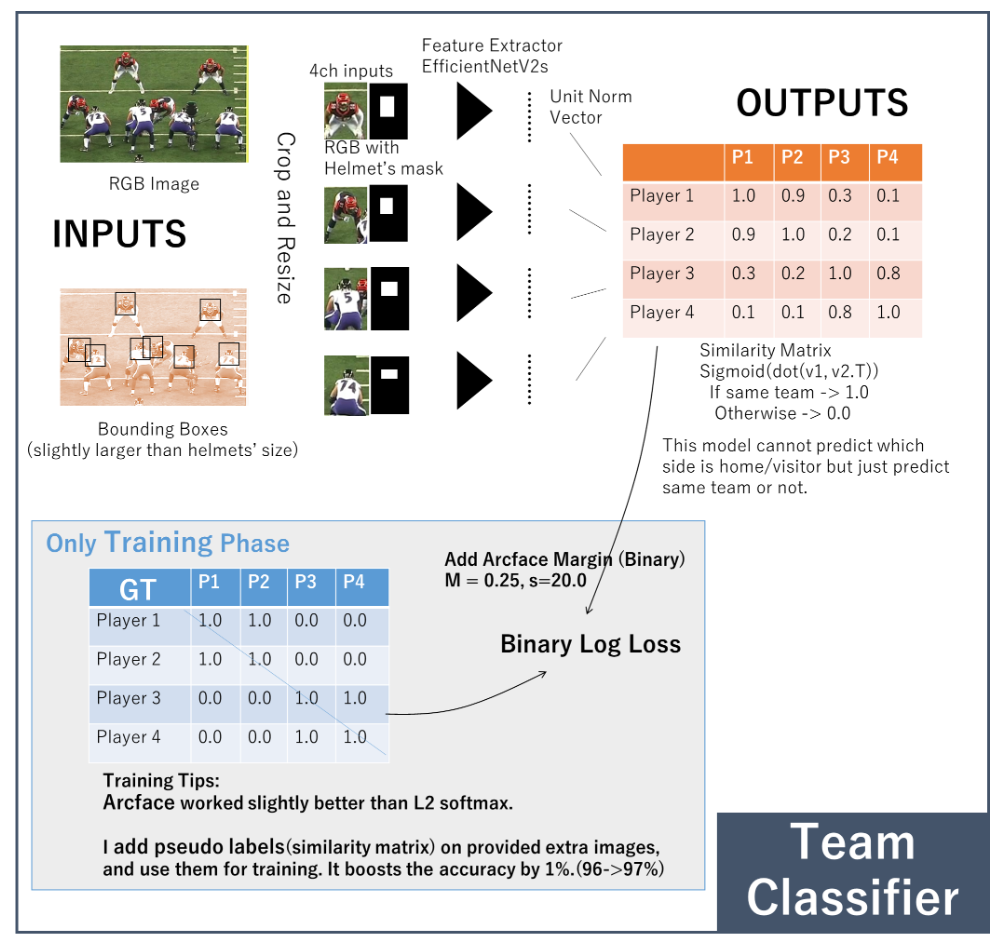 RGB Image
INPUTS
Bounding Boxes
(slightly larger than helmets' size)
Crop and Resize
4ch inputs
RGB with
Helmet's mask
5
74
Feature Extractor
EfficientNetV2s
Unit Norm
Vector
OUTPUTS
P1 P2 P3 P4
Player 1 1.0 0.9 0.3 0.1
Player 2 0.9 1.0 0.2 0.1
Player 3 0.3 0.2 1.0 0.8
Player 4 0.1 0.1 0.8 1.0
Similarity Matrix
Sigmoid(dot(v1, v2.T))
If same team -> 1.0
Otherwise -> 0.0
This model cannot predict which
side is home/visitor but just predict
same team or not.
Only Training Phase
GT P1 P2 P3 P4
Player 1 1.0 1.0 0.0 0.0
Player 2 1.0 1.0 0.0 0.0
Player 3 0.0 0.0 1.0 1.0
Player 4 0.0 0.0 1.0 1.0
Add Arcface Margin (Binary)
M = 0.25, s=20.0
Binary Log Loss
Training Tips:
Arcface worked slightly better than L2 softmax.
I add pseudo labels(similarity matrix) on provided extra images,
and use them for training. It boosts the accuracy by 1%.(96->97%)
Team
Classifier